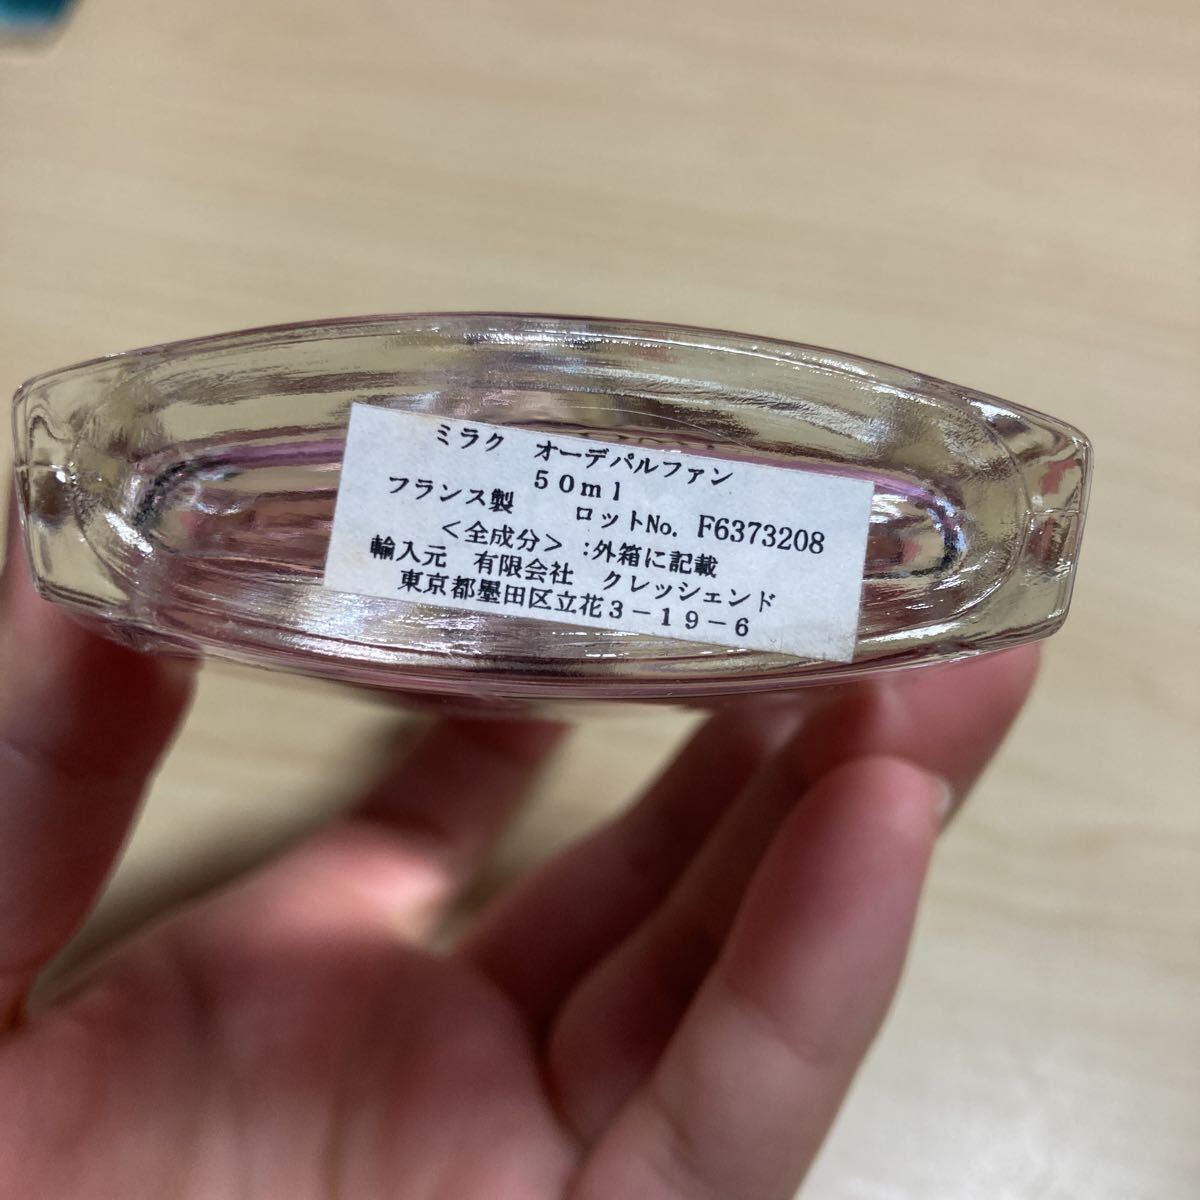 ミラク オーデパルファン
50ml
フランス製 ロットNo. F6373208
<全成分>:外箱に記載
輸入元 有限会社 クレッシェンド
東京都墨田区立花3-19-6